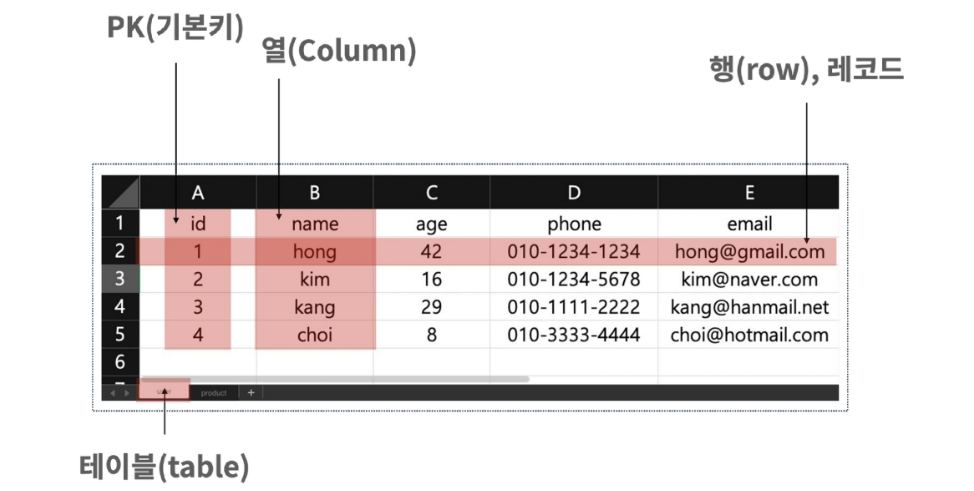 PK(기본키)
열(Column)
행(row), 레코드
A B C D E
1 id name age phone email
2 1 hong 42 010-1234-1234 hong@gmail.com
3 2 kim 16 010-1234-5678 kim@naver.com
4 3 kang 29 010-1111-2222 kang@hanmail.net
5 4 choi 8 010-3333-4444 choi@hotmail.com
6
product +
테이블(table)